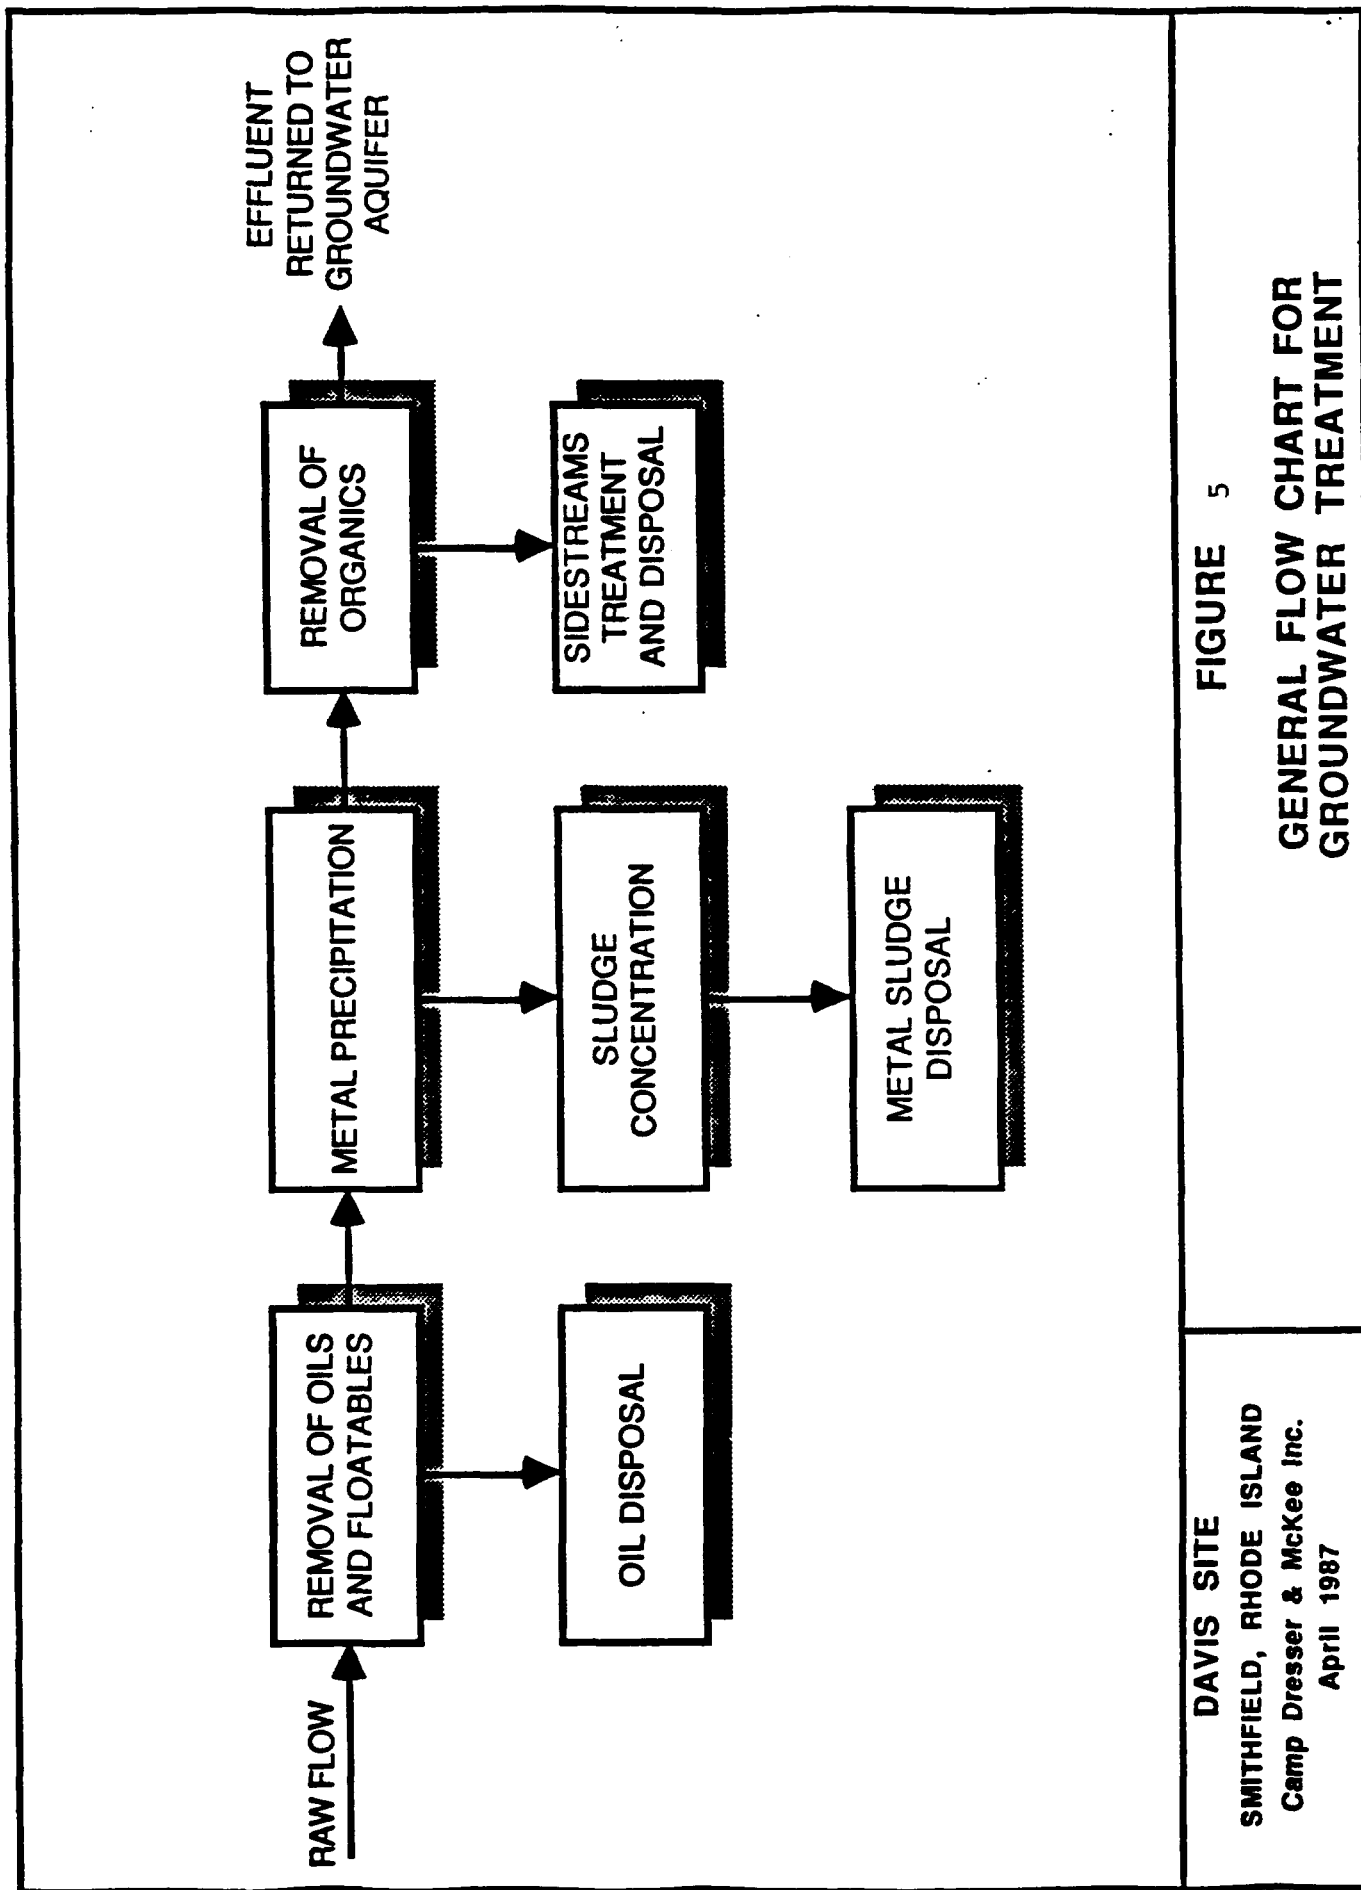 RAW FLOW
REMOVAL OF OILS
AND FLOATABLES
METAL PRECIPITATION
REMOVAL OF
ORGANICS
EFFLUENT
RETURNED TO
GROUNDWATER
AQUIFER
OIL DISPOSAL
SLUDGE
CONCENTRATION
SIDESTREAMS
TREATMENT
AND DISPOSAL
METAL SLUDGE
DISPOSAL
DAVIS SITE
SMITHFIELD, RHODE ISLAND
Camp Dresser & McKee Inc.
April 1987
FIGURE 5
GENERAL FLOW CHART FOR
GROUNDWATER TREATMENT